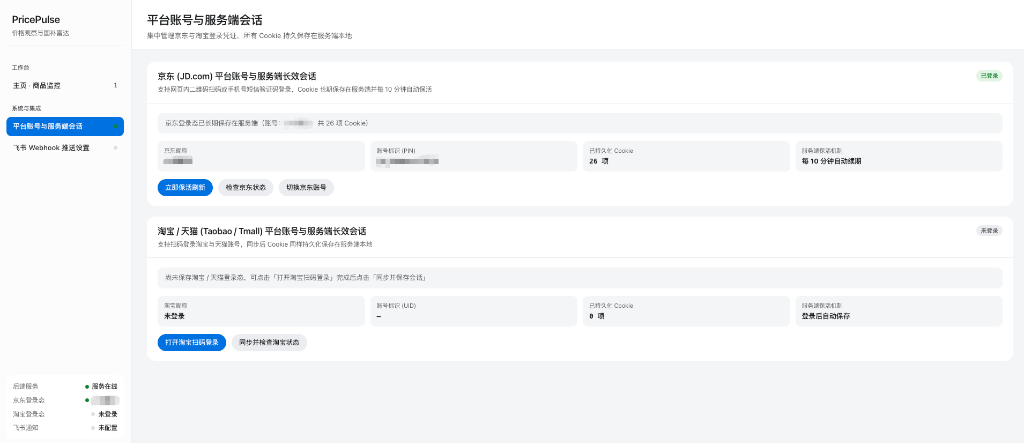 PricePulse
价格观察与国补雷达
工作台
主页 · 商品监控 1
系统与集成
平台账号与服务端会话
飞书 Webhook 推送设置
后端服务 服务在线
京东登录态
淘宝登录态 未登录
飞书通知 未配置
平台账号与服务端会话
集中管理京东与淘宝登录凭证，所有 Cookie 持久保存在服务端本地
京东 (JD.com) 平台账号与服务端长效会话
已登录
支持网页内二维码扫码或手机号短信验证码登录，Cookie 长期保存在服务端并每 10 分钟自动保活
京东登录态已长期保存在服务端（账号： 共 26 项 Cookie）
京东昵称
账号标识 (PIN)
已持久化 Cookie
26 项
服务端保活机制
每 10 分钟自动续期
立即保活刷新
检查京东状态
切换京东账号
淘宝 / 天猫 (Taobao / Tmall) 平台账号与服务端长效会话
未登录
支持扫码登录淘宝与天猫账号，同步后 Cookie 同样持久化保存在服务端本地
尚未保存淘宝 / 天猫登录态，可点击「打开淘宝扫码登录」完成后点击「同步并保存会话」
淘宝昵称
未登录
账号标识 (UID)
—
已持久化 Cookie
0 项
服务端保活机制
登录后自动保存
打开淘宝扫码登录
同步并检查淘宝状态